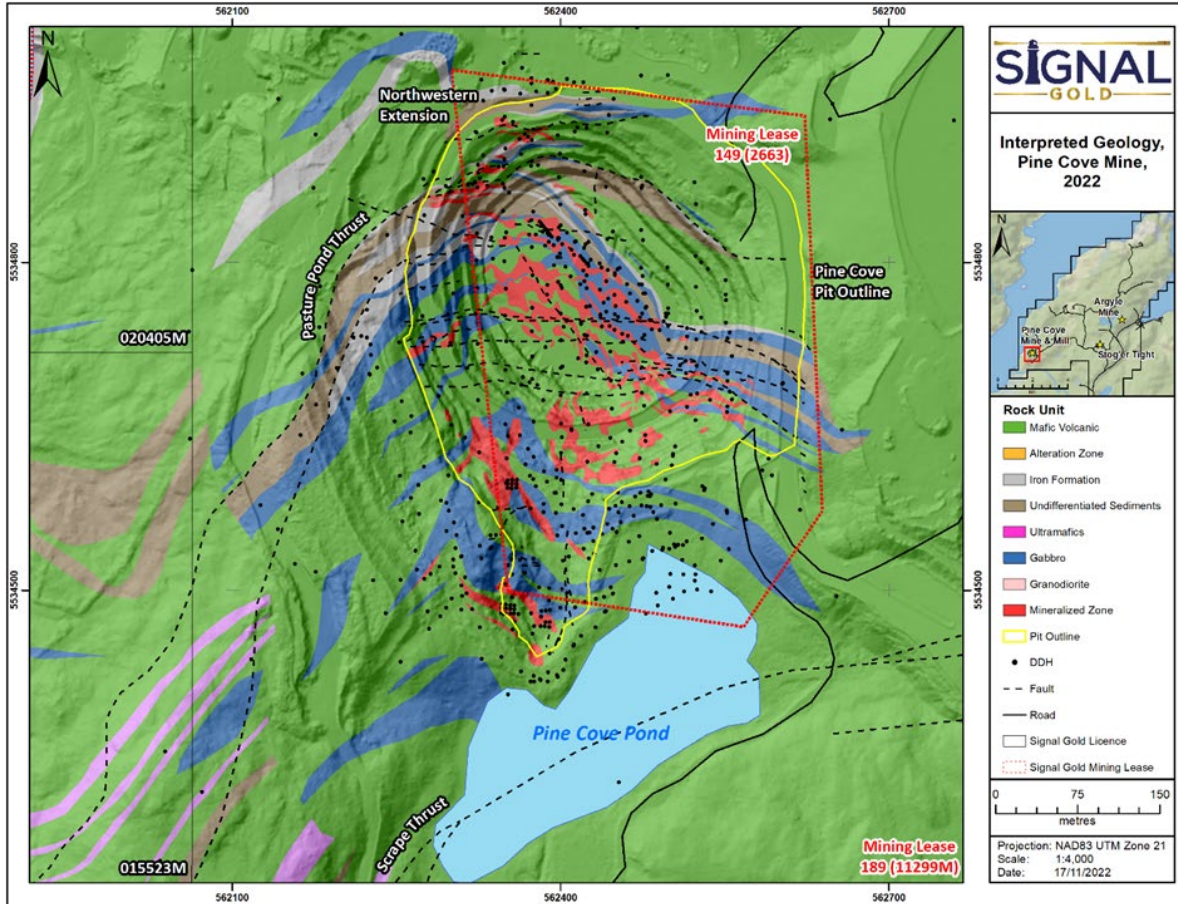 562100
562400
562700
N
Northwestern
Extension
Mining Lease
149 (2663)
5534800
5534800
Pasture Pond Thrust
Pine Cove
Pit Outline
020405M
5534500
5534500
Pine Cove Pond
Scrape Thrust
015523M
Mining Lease
189 (11299M)
562100
562400
562700
SIGNAL
GOLD
Interpreted Geology,
Pine Cove Mine,
2022
N
Argyle
Mine
Pine Cove
Mine & Mill
Stog'er Tight
Rock Unit
Mafic Volcanic
Alteration Zone
Iron Formation
Undifferentiated Sediments
Ultramafics
Gabbro
Granodiorite
Mineralized Zone
Pit Outline
DDH
Fault
Road
Signal Gold Licence
Signal Gold Mining Lease
0 75 150
metres
Projection: NAD83 UTM Zone 21
Scale: 1:4,000
Date: 17/11/2022